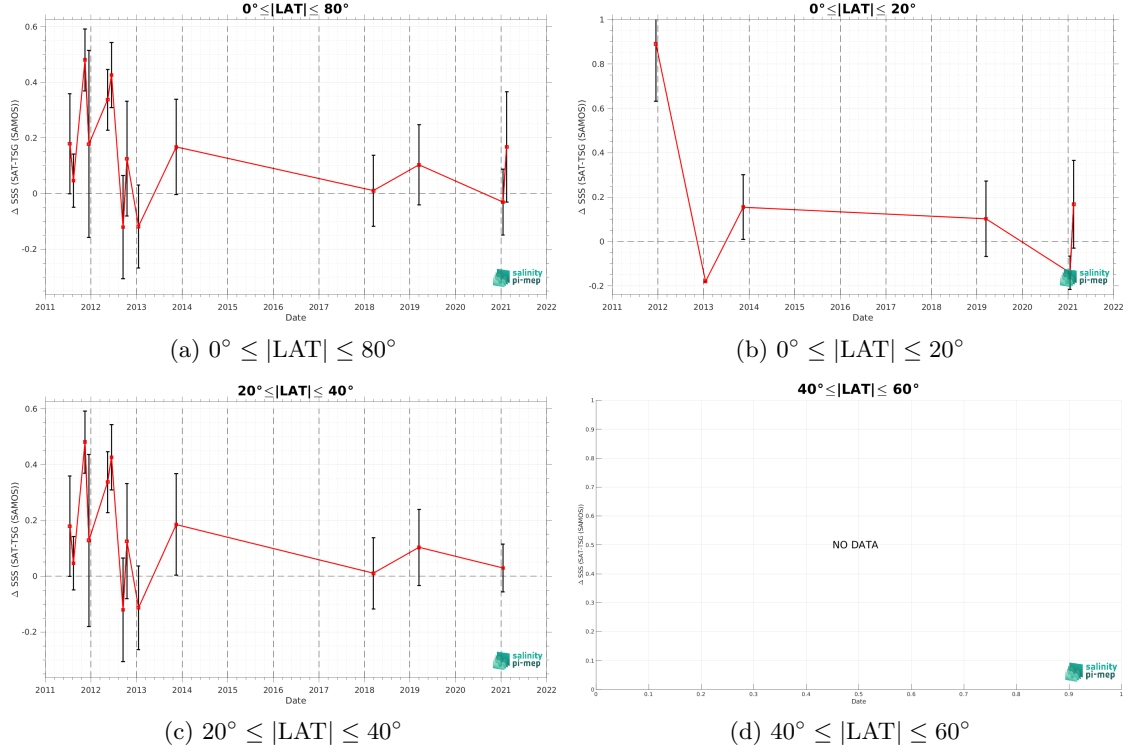 0°≤|LAT|≤ 80°
Δ SSS (SAT-TSG (SAMOS))
0.6
0.4
0.2
0
-0.2
2011 2012 2013 2014 2015 2016 2017 2018 2019 2020 2021 2022
Date
salinity
pi-mep
(a) 0° ≤ |LAT| ≤ 80°
0°≤|LAT|≤ 20°
Δ SSS (SAT-TSG (SAMOS))
1
0.8
0.6
0.4
0.2
0
-0.2
2011 2012 2013 2014 2015 2016 2017 2018 2019 2020 2021 2022
Date
salinity
pi-mep
(b) 0° ≤ |LAT| ≤ 20°
20°≤|LAT|≤ 40°
Δ SSS (SAT-TSG (SAMOS))
0.6
0.4
0.2
0
-0.2
2011 2012 2013 2014 2015 2016 2017 2018 2019 2020 2021 2022
Date
salinity
pi-mep
(c) 20° ≤ |LAT| ≤ 40°
40°≤|LAT|≤ 60°
Δ SSS (SAT-TSG (SAMOS))
1
0.9
0.8
0.7
0.6
0.5
0.4
0.3
0.2
0.1
0
NO DATA
0 0.1 0.2 0.3 0.4 0.5 0.6 0.7 0.8 0.9 1
Date
salinity
pi-mep
(d) 40° ≤ |LAT| ≤ 60°